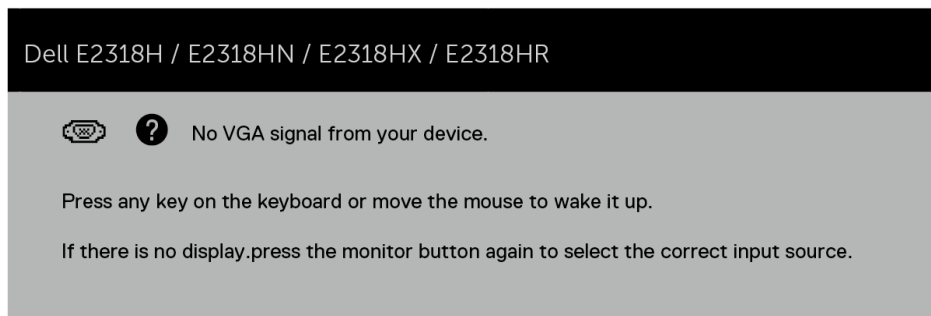 Dell E2318H / E2318HN / E2318HX / E2318HR
No VGA signal from your device.
Press any key on the keyboard or move the mouse to wake it up.
If there is no display.press the monitor button again to select the correct input source.